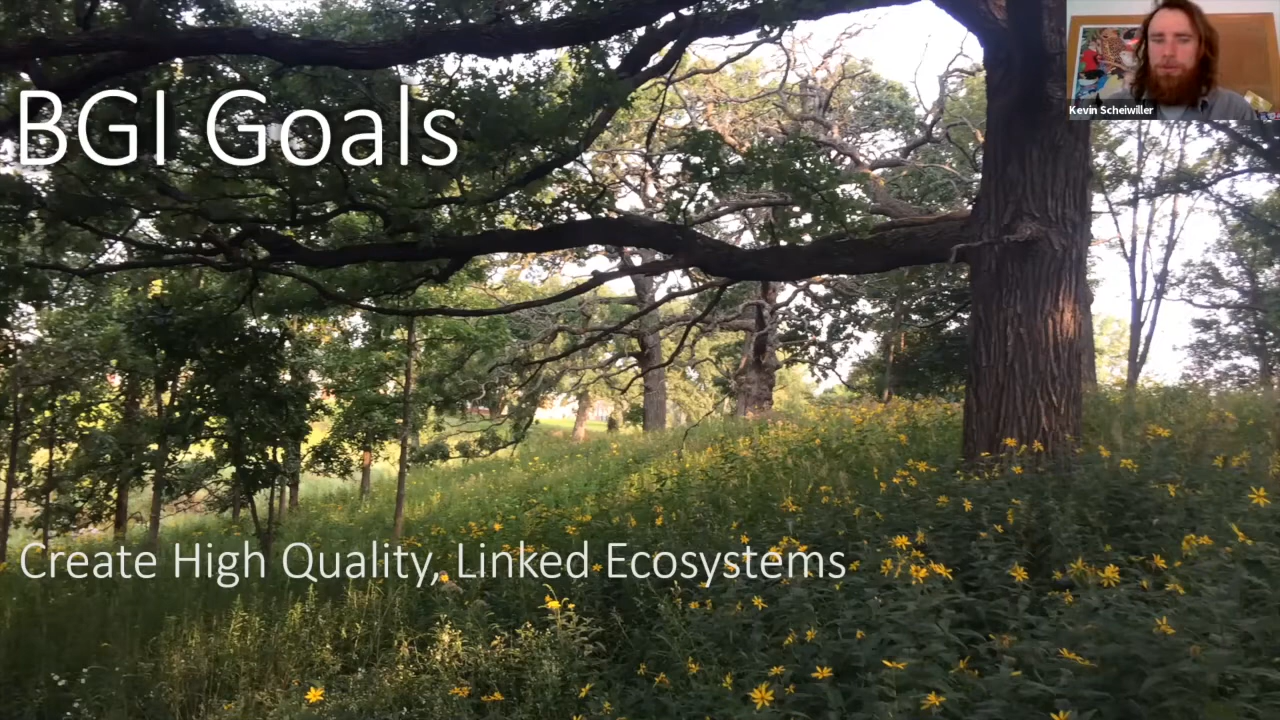 BGI Goals
Kevin Scheiwiller
Create High Quality, Linked Ecosystems